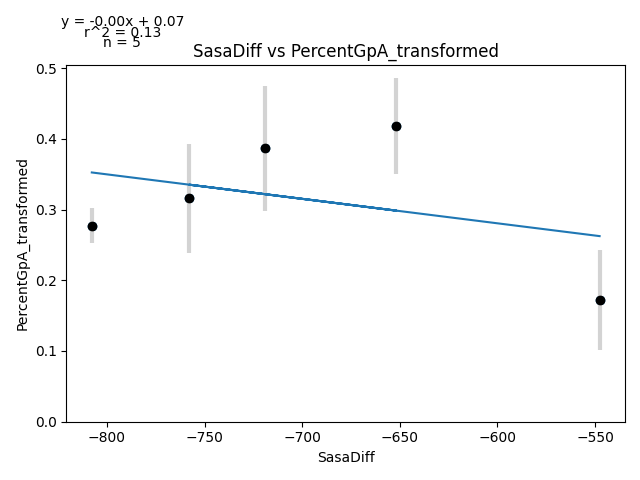 y = -0.00x + 0.07
r^2 = 0.13
n = 5
SasaDiff vs PercentGpA_transformed
PercentGpA_transformed
0.5
0.4
0.3
0.2
0.1
0.0
−800
−750
−700
−650
−600
−550
SasaDiff